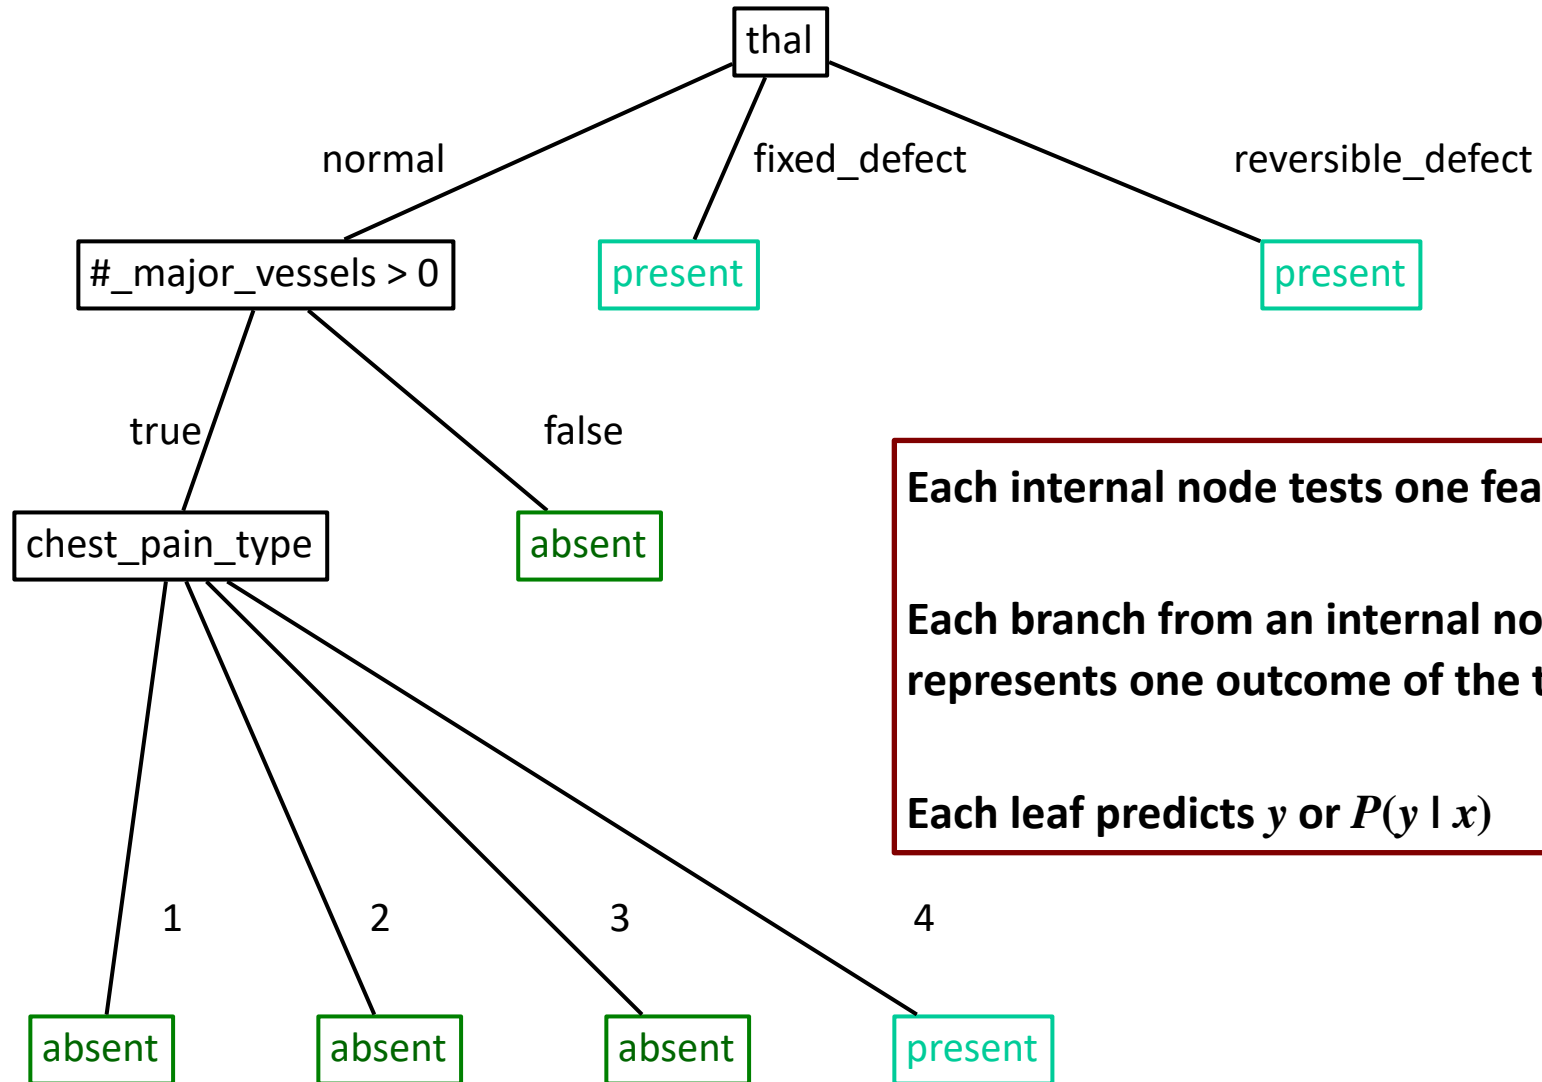 thal
normal
fixed_defect
reversible_defect
#_major_vessels > 0
present
present
true
false
chest_pain_type
absent
Each internal node tests one
Each branch from an internal
represents one outcome of the
Each leaf predicts y or P(y | x)
1
2
3
4
absent
absent
absent
present